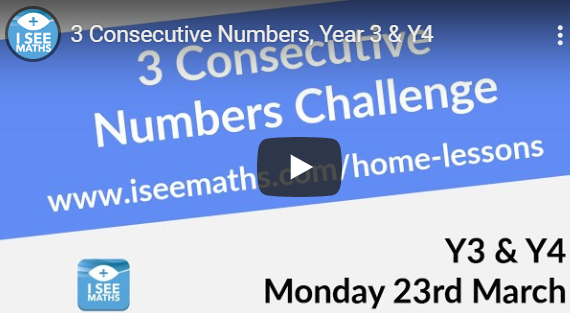 I SEE
MATHS
3 Consecutive Numbers, Year 3 & Y4
3 Consecutive
Numbers Challenge
www.iseemaths.com/home-lessons
Y3 & Y4
I SEE
MATHS
Monday 23rd March